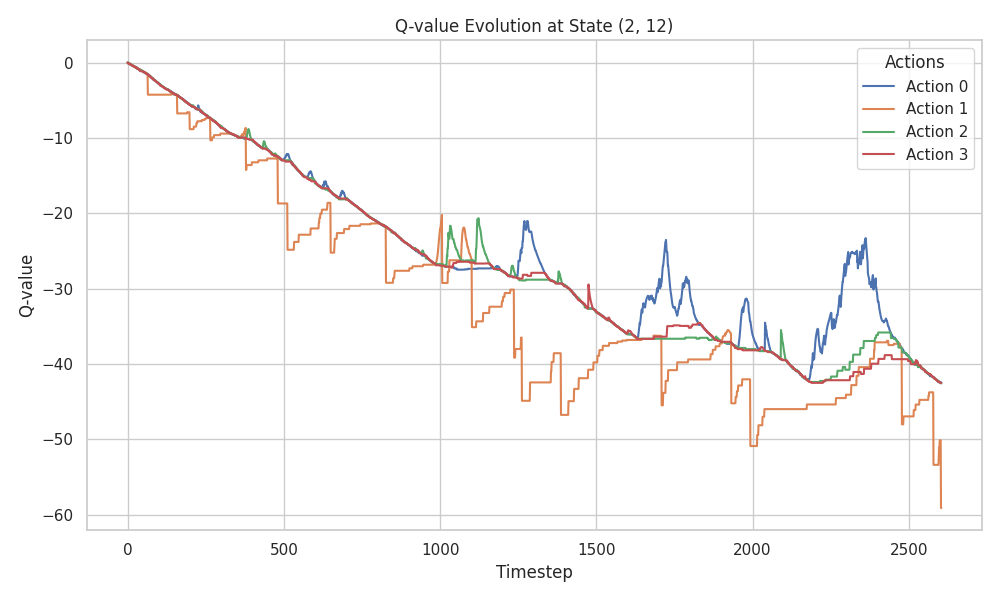 Q-value Evolution at State (2, 12)
Actions
Action 0
Action 1
Action 2
Action 3
Q-value
0
−10
−20
−30
−40
−50
−60
0 500 1000 1500 2000 2500
Timestep